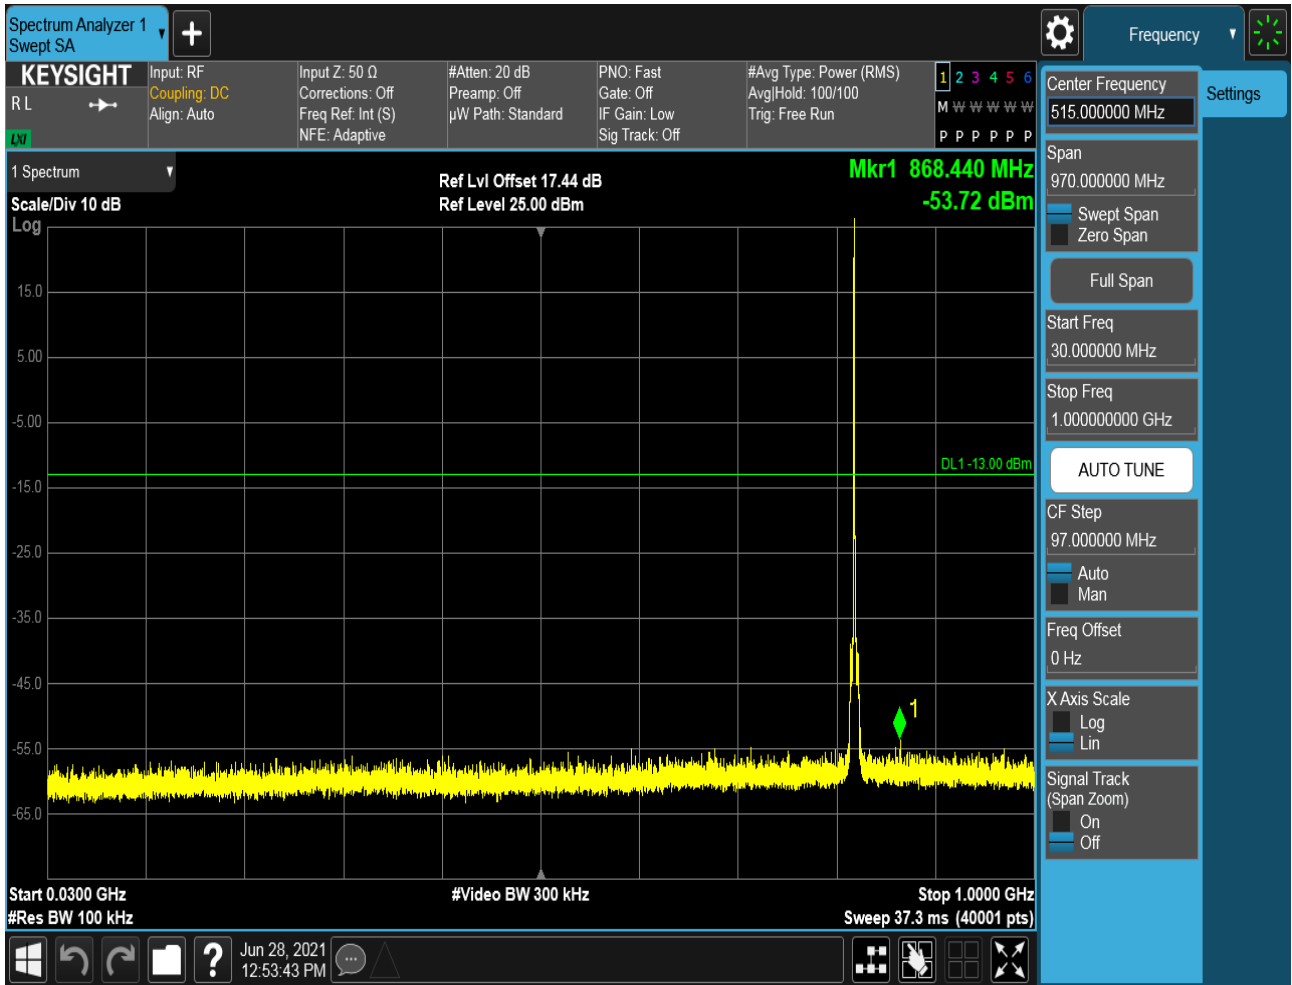 Spectrum Analyzer 1
Swept SA
Frequency
KEYSIGHT
R L
LXI
Input: RF
Coupling: DC
Align: Auto
Input Z: 50 Ω
Corrections: Off
Freq Ref: Int (S)
NFE: Adaptive
#Atten: 20 dB
Preamp: Off
µW Path: Standard
PNO: Fast
Gate: Off
IF Gain: Low
Sig Track: Off
#Avg Type: Power (RMS)
Avg|Hold: 100/100
Trig: Free Run
1 2 3 4 5 6
M W W W W W
P P P P P P
1 Spectrum
Scale/Div 10 dB
Log
Ref Lvl Offset 17.44 dB
Ref Level 25.00 dBm
Mkr1 868.440 MHz
-53.72 dBm
15.0
5.00
-5.00
DL1 -13.00 dBm
-15.0
-25.0
-35.0
-45.0
1
-55.0
-65.0
Start 0.0300 GHz
#Res BW 100 kHz
#Video BW 300 kHz
Stop 1.0000 GHz
Sweep 37.3 ms (40001 pts)
?
Jun 28, 2021
12:53:43 PM
Settings
Center Frequency
515.000000 MHz
Span
970.000000 MHz
Swept Span
Zero Span
Full Span
Start Freq
30.000000 MHz
Stop Freq
1.000000000 GHz
AUTO TUNE
CF Step
97.000000 MHz
Auto
Man
Freq Offset
0 Hz
X Axis Scale
Log
Lin
Signal Track
(Span Zoom)
On
Off